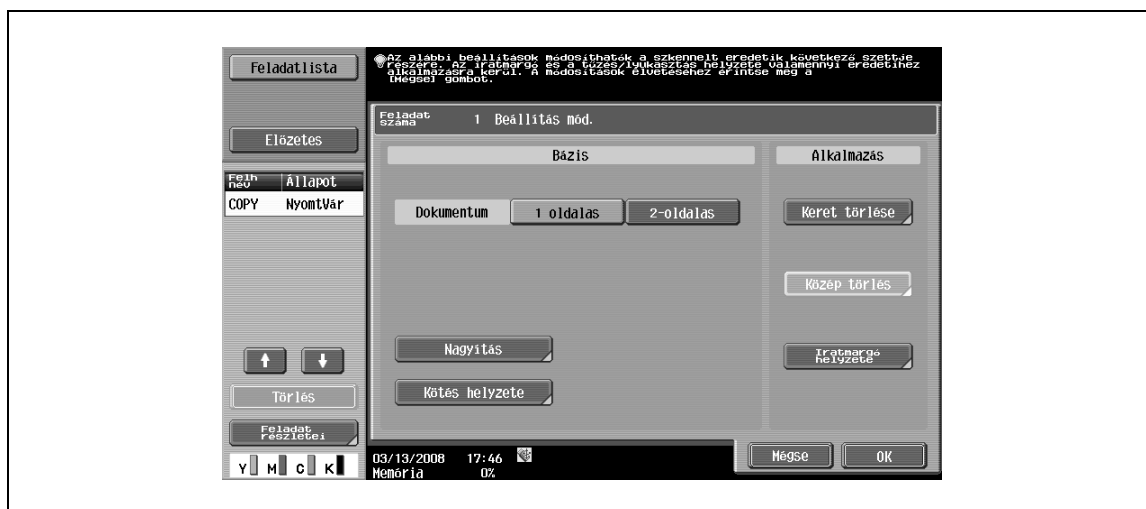 Feladatlista
Az alábbi beállítások módosíthatók a szkennelt eredetik következő szettje
részére. Az iratmargó és a tűzés/lyukasztás helyzete valamennyi eredetihez
alkalmazásra kerül. A módosítások elvetéséhez érintse meg a
[Mégse] gombot.
Feladat
száma
1 Beállítás mód.
Előzetes
Bázis
Alkalmazás
Felh
név
Állapot
COPY NyomtVár
Dokumentum
1 oldalas
2-oldalas
Keret törlése
Közép törlés
Nagyítás
Iratmargó
helyzete
Kötés helyzete
Törlés
Feladat
részletei
Y M C K
03/13/2008 17:46
Memória 0%
Mégse
OK